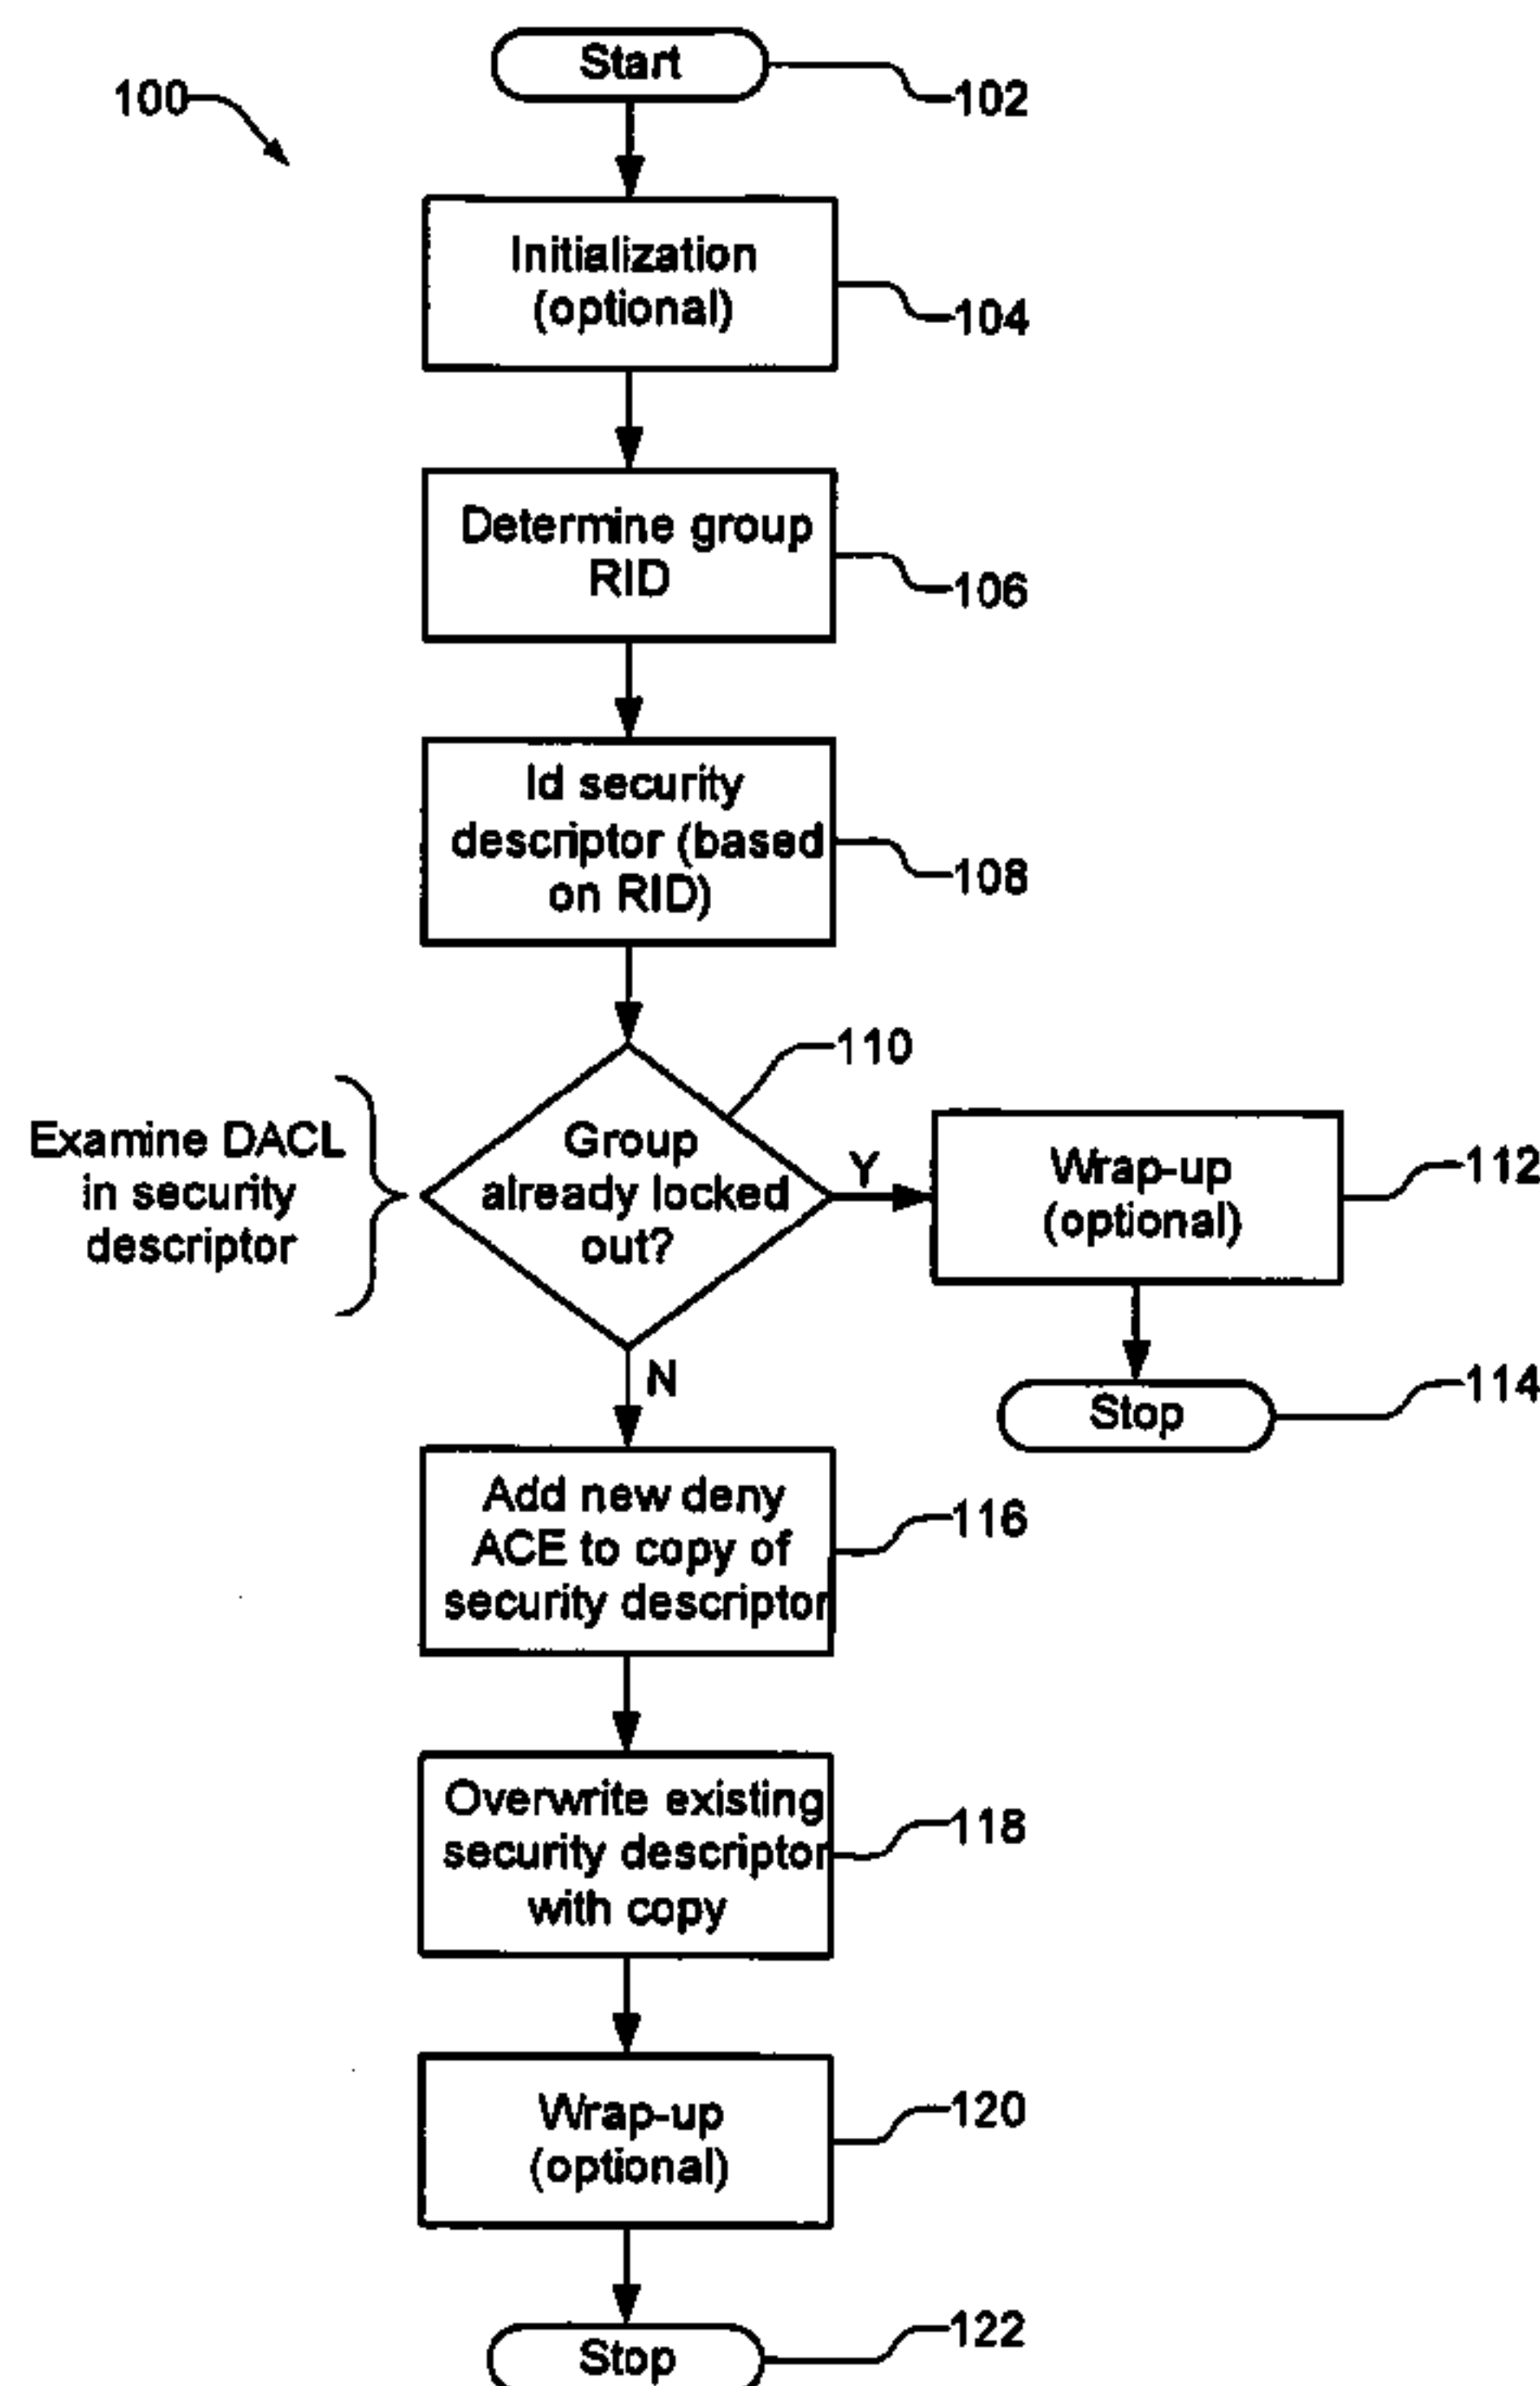 Start
100
102
Initialization
(optional)
104
Determine group
RID
106
Id security
descriptor (based
on RID)
108
110
Examine DACL
in security
descriptor
Group
already locked
out?
Y
Wrap-up
(optional)
112
N
Stop
114
Add new deny
ACE to copy of
security descriptor
116
Overwrite existing
security descriptor
with copy
118
Wrap-up
(optional)
120
Stop
122